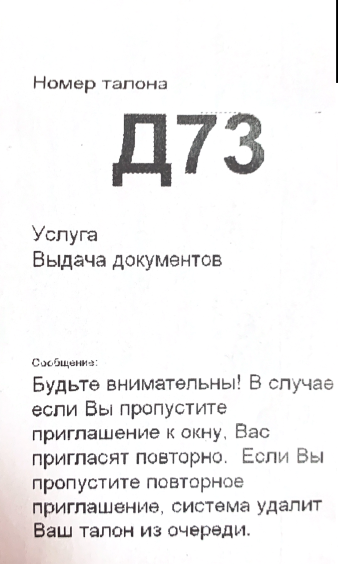 Номер талона
Д73
Услуга
Выдача документов
Сообщение:
Будьте внимательны! В случае
если Вы пропустите
приглашение к окну, Вас
пригласят повторно. Если Вы
пропустите повторное
приглашение, система удалит
Ваш талон из очереди.